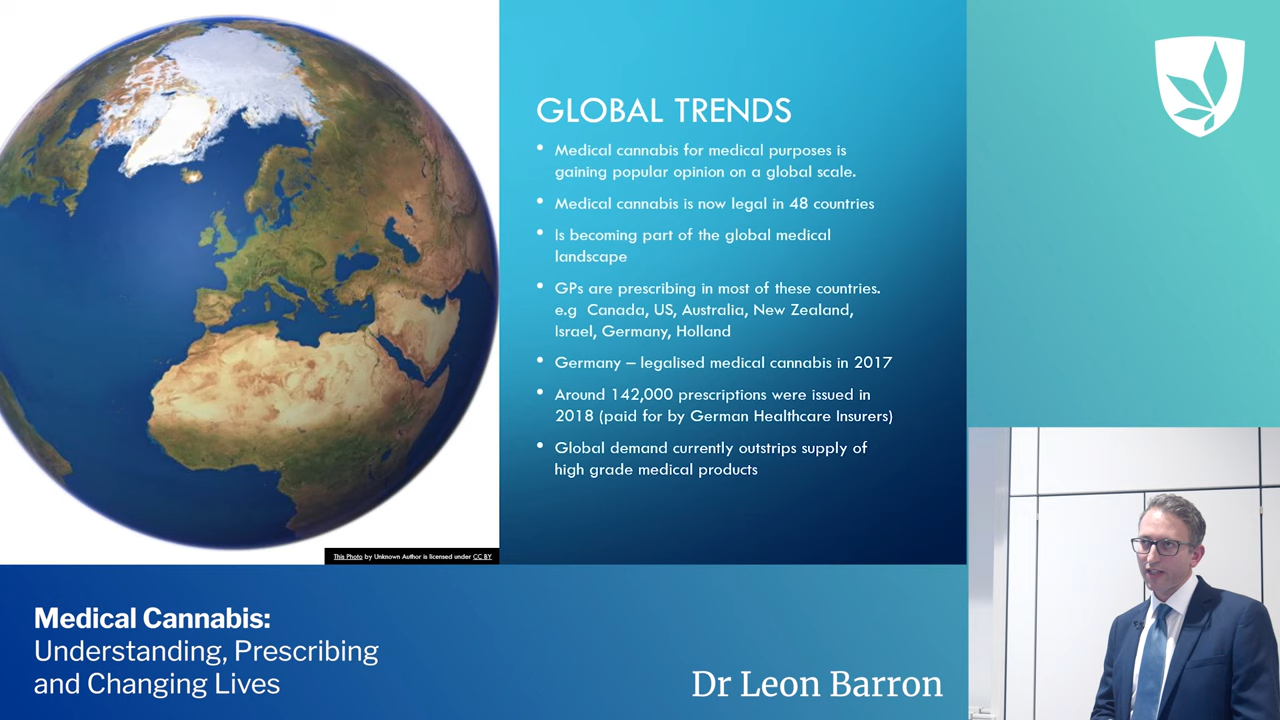 GLOBAL TRENDS
• Medical cannabis for medical purposes is
gaining popular opinion on a global scale.
• Medical cannabis is now legal in 48 countries
• Is becoming part of the global medical
landscape
• GPs are prescribing in most of these countries.
e.g  Canada, US, Australia, New Zealand,
Israel, Germany, Holland
• Germany – legalised medical cannabis in 2017
• Around 142,000 prescriptions were issued in
2018 (paid for by German Healthcare Insurers)
• Global demand currently outstrips supply of
high grade medical products
This Photo by Unknown Author is licensed under CC BY
Medical Cannabis:
Understanding, Prescribing
and Changing Lives
Dr Leon Barron